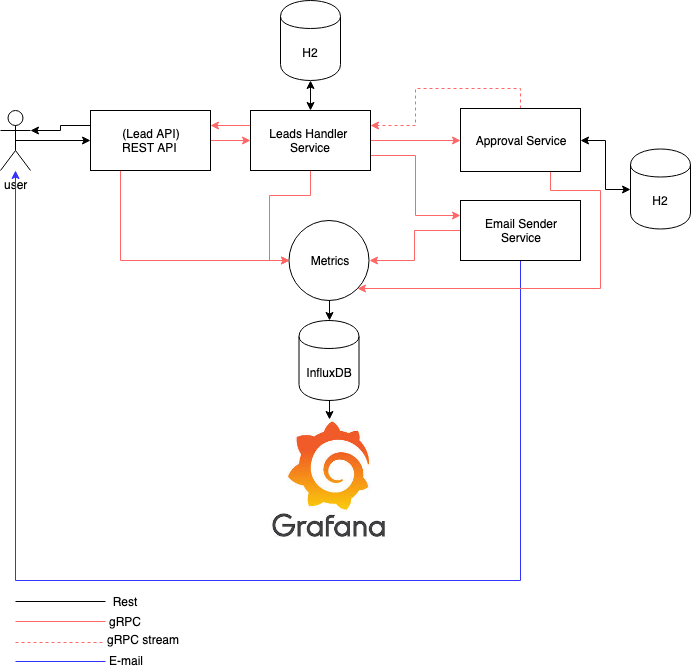 H2
(Lead API)
REST API
Leads Handler
Service
Approval Service
user
H2
Email Sender
Service
Metrics
InfluxDB
Grafana
Rest
gRPC
gRPC stream
E-mail